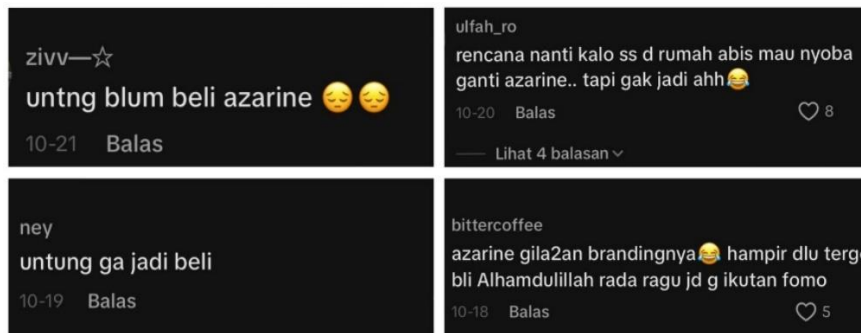 zivv—☆
untng blum beli azarine 😔😔
10-21 Balas
ulfah_ro
rencana nanti kalo ss d rumah abis mau nyoba
ganti azarine.. tapi gak jadi ahh😂
10-20 Balas 8
Lihat 4 balasan
ney
untung ga jadi beli
10-19 Balas
bittercoffee
azarine gila2an brandingnya😂 hampir dlu
bli Alhamdulillah rada ragu jd g ikutan fomo
10-18 Balas 5